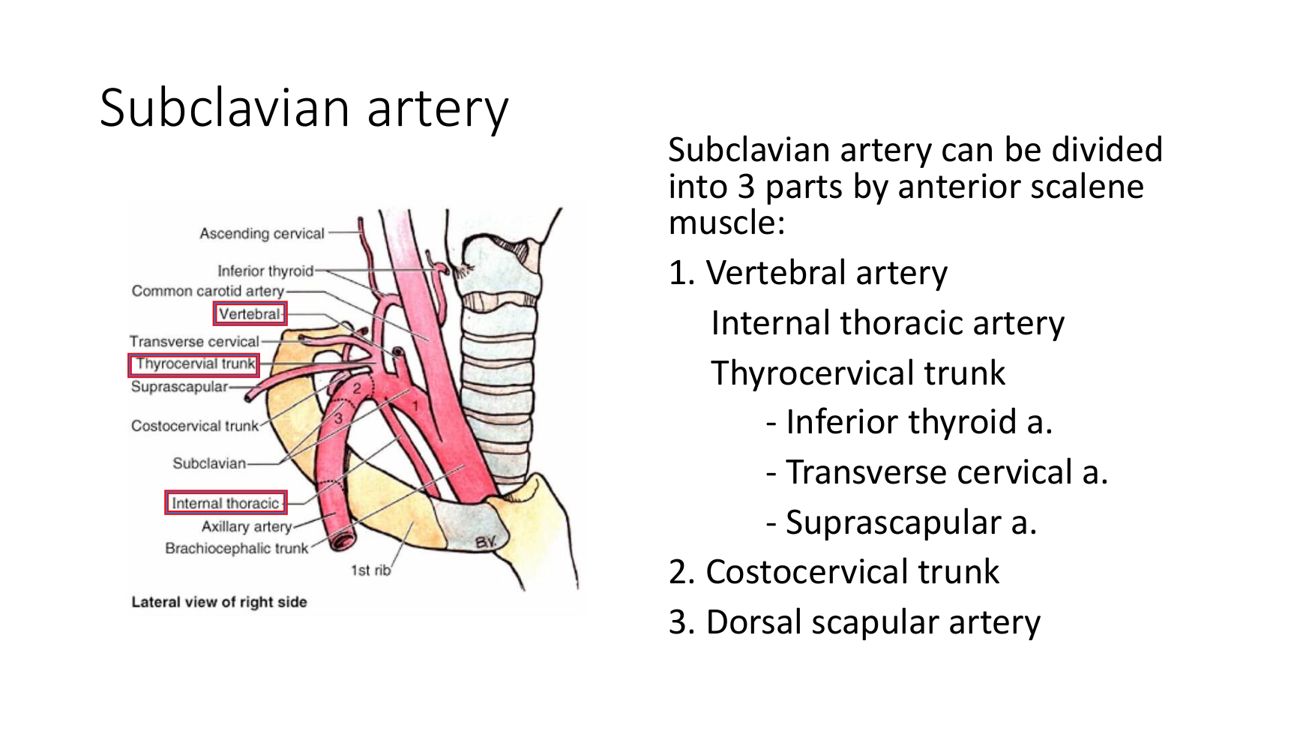 Subclavian artery
Ascending cervical
Inferior thyroid
Common carotid artery
Vertebral
Transverse cervical
Thyrocervial trunk
Suprascapular
Costocervical trunk
Subclavian
Internal thoracic
Axillary artery
Brachiocephalic trunk
1st rib
2
1
3
B.V.
Lateral view of right side
Subclavian artery can be divided
into 3 parts by anterior scalene
muscle:
1. Vertebral artery
Internal thoracic artery
Thyrocervical trunk
- Inferior thyroid a.
- Transverse cervical a.
- Suprascapular a.
2. Costocervical trunk
3. Dorsal scapular artery